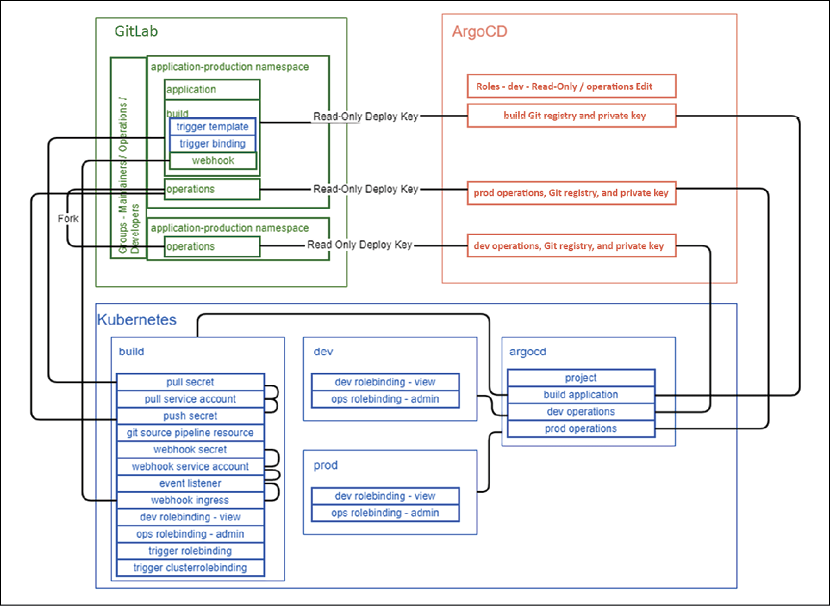 GitLab
Groups - Maintainers / Operations /
Developers
application-production namespace
application
build
trigger template
trigger binding
webhook
operations
application-production namespace
operations
Fork
Read-Only Deploy Key
Read-Only Deploy Key
Read Only Deploy Key
ArgoCD
Roles - dev - Read-Only / operations Edit
build Git registry and private key
prod operations, Git registry, and private key
dev operations, Git registry, and private key
Kubernetes
build
pull secret
pull service account
push secret
git source pipeline resource
webhook secret
webhook service account
event listener
webhook ingress
dev rolebinding - view
ops rolebinding - admin
trigger rolebinding
trigger clusterrolebinding
dev
dev rolebinding - view
ops rolebinding - admin
prod
dev rolebinding - view
ops rolebinding - admin
argocd
project
build application
dev operations
prod operations